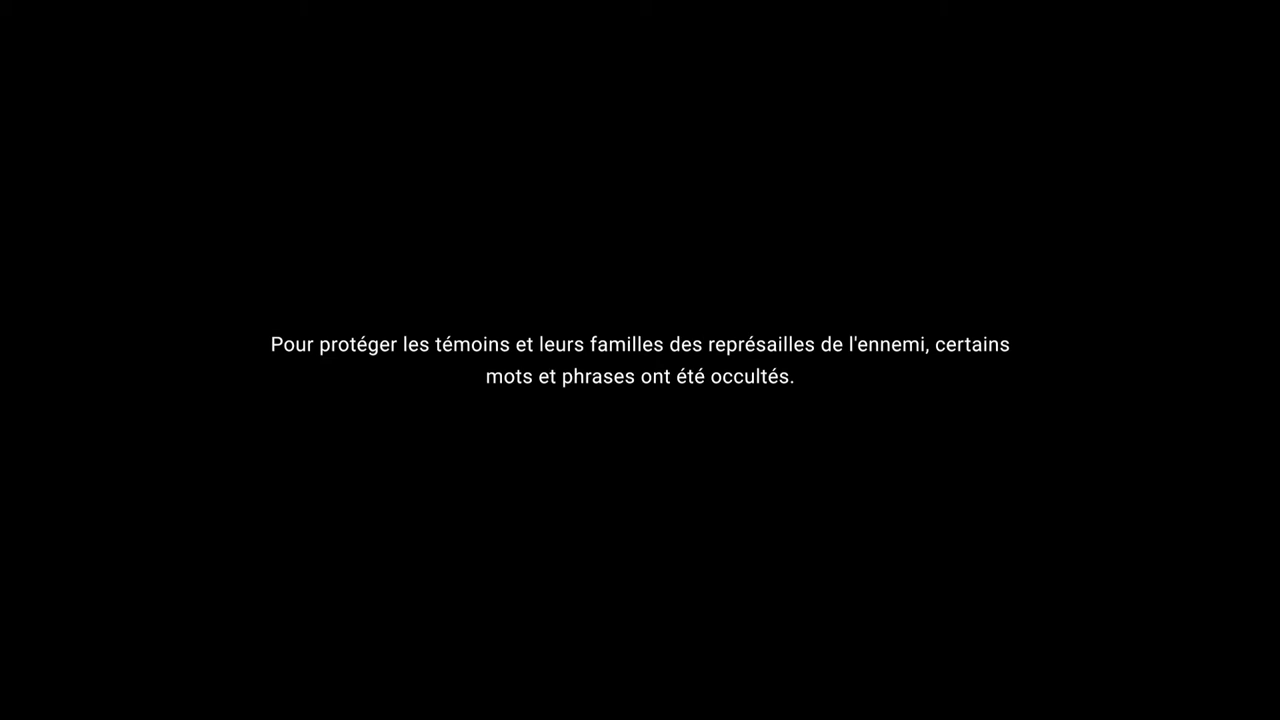 Pour protéger les témoins et leurs familles des représailles de l'ennemi, certains
mots et phrases ont été occultés.